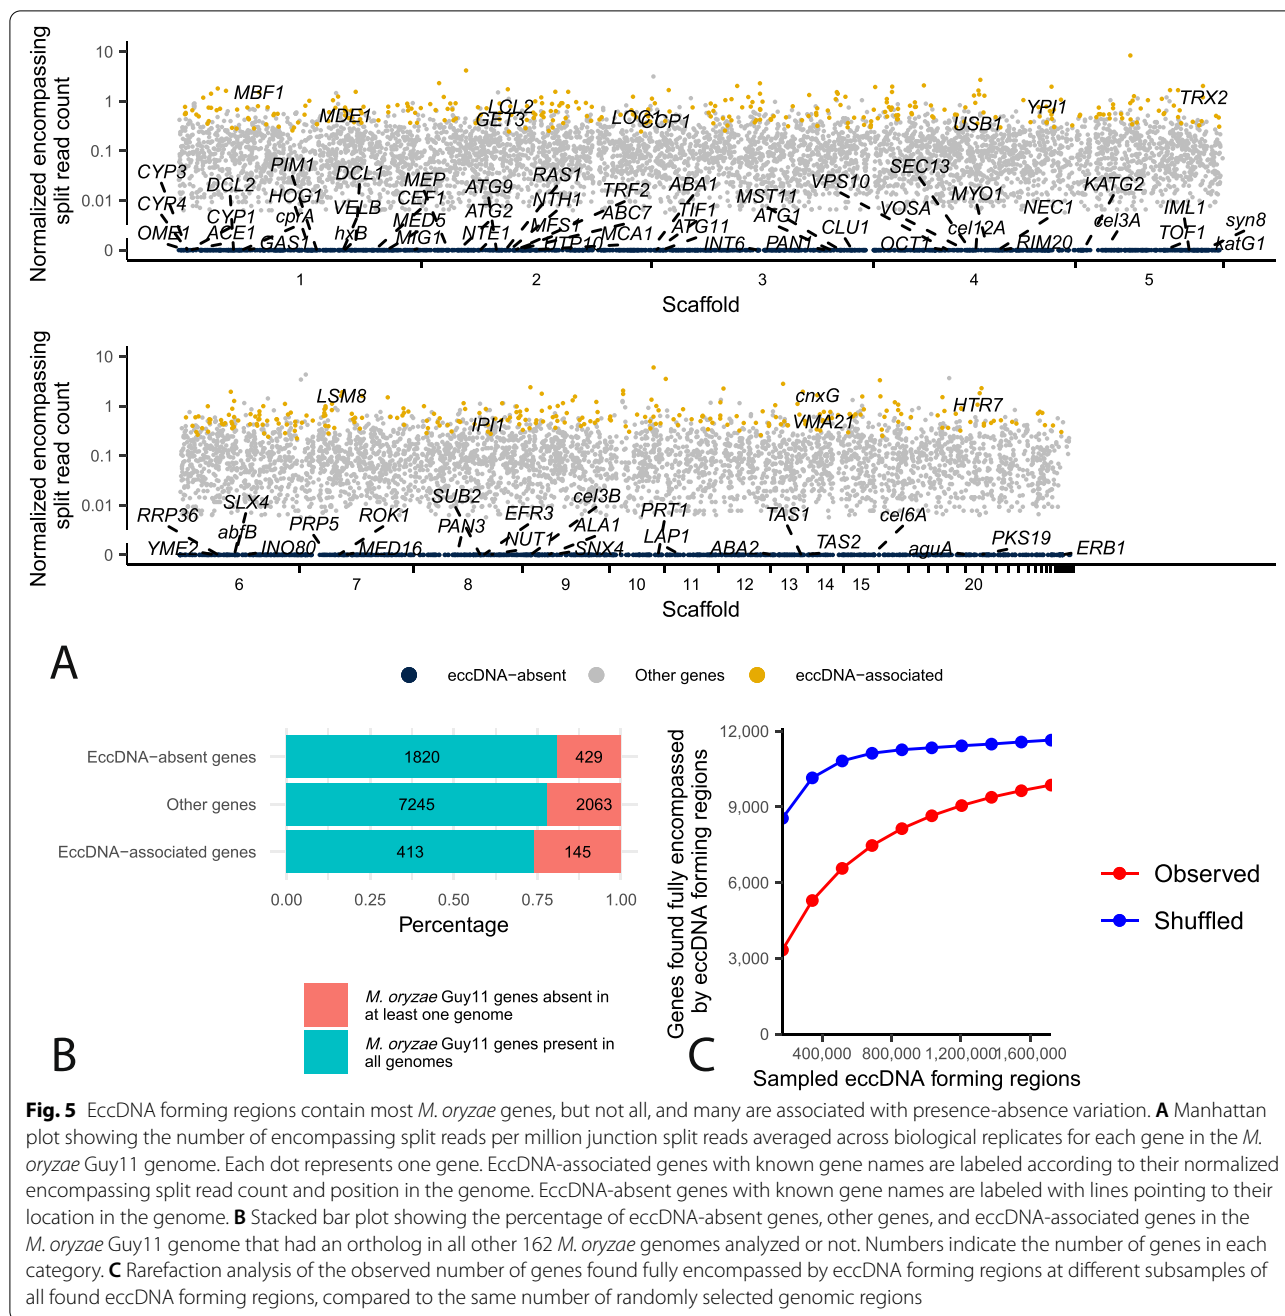 Normalized encompassing
split read count
10
1
0.1
0.01
0
MBF1
MDE1
LCL2
GET3
LOC1
CCP1
USB1
YPI1
TRX2
CYP3
CYR4
OME1
DCL2
CYP1
ACE1
PIM1
HOG1
cprA
GAS1
DCL1
VELB
hxB
MEP
CEF1
MED5
MIG1
ATG9
ATG2
NTE1
RAS1
NTH1
MFS1
UTP10
TRF2
ABC7
MCA1
ABA1
TIF1
ATG11
INT6
MST11
ATG1
PAN1
CLU1
VPS10
VOSA
OCT1
SEC13
MYO1
cel12A
NEC1
RIM20
KATG2
cel3A
IML1
TOF1
syn8
katG1
1 2 3 4 5
Scaffold
Normalized encompassing
split read count
10
1
0.1
0.01
0
LSM8
IPI1
cnxG
VMA21
HTR7
RRP36
YME2
SLX4
abfB
INO80
PRP5
ROK1
MED16
SUB2
PAN3
EFR3
NUT1
cel3B
ALA1
SNX4
PRT1
LAP1
ABA2
TAS1
TAS2
cel6A
aguA
PKS19
ERB1
6 7 8 9 10 11 12 13 14 15 20
Scaffold
A
eccDNA−absent Other genes eccDNA−associated
EccDNA−absent genes 1820 429
Other genes 7245 2063
EccDNA−associated genes 413 145
0.00 0.25 0.50 0.75 1.00
Percentage
M. oryzae Guy11 genes absent in
at least one genome
M. oryzae Guy11 genes present in
all genomes
B
Genes found fully encompassed
by eccDNA forming regions
12,000
9,000
6,000
3,000
0
400,000 800,000 1,200,000 1,600,000
Sampled eccDNA forming regions
Observed
Shuffled
C
Fig. 5 EccDNA forming regions contain most M. oryzae genes, but not all, and many are associated with presence-absence variation. A Manhattan
plot showing the number of encompassing split reads per million junction split reads averaged across biological replicates for each gene in the M.
oryzae Guy11 genome. Each dot represents one gene. EccDNA-associated genes with known gene names are labeled according to their normalized
encompassing split read count and position in the genome. EccDNA-absent genes with known gene names are labeled with lines pointing to their
location in the genome. B Stacked bar plot showing the percentage of eccDNA-absent genes, other genes, and eccDNA-associated genes in the
M. oryzae Guy11 genome that had an ortholog in all other 162 M. oryzae genomes analyzed or not. Numbers indicate the number of genes in each
category. C Rarefaction analysis of the observed number of genes found fully encompassed by eccDNA forming regions at different subsamples of
all found eccDNA forming regions, compared to the same number of randomly selected genomic regions